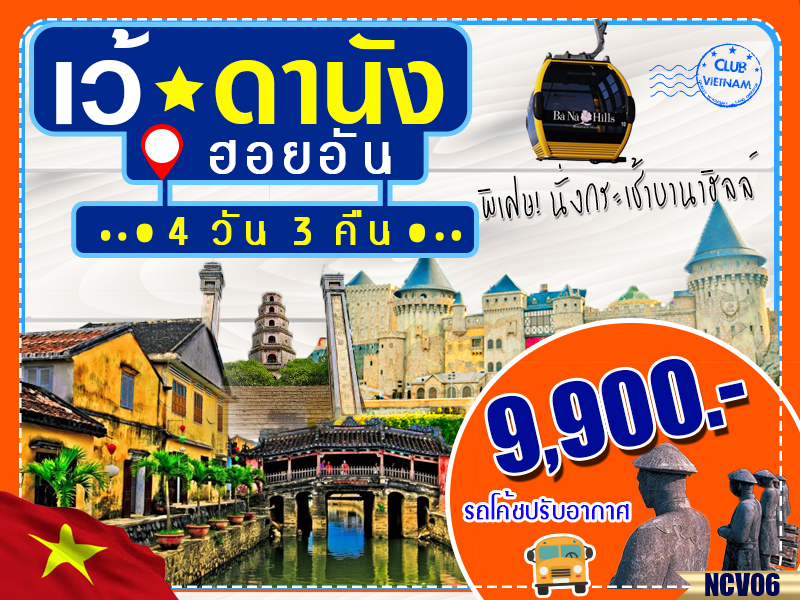 เว้★ดานัง
ฮอยอัน
••●4 วัน 3 คืน●••
Ba Na Hills
CLUB
VIETNAM
พิเศษ! นั่งกระเช้าบานาฮิลล์
9,900.-
รถโค้ชปรับอากาศ
NCV06